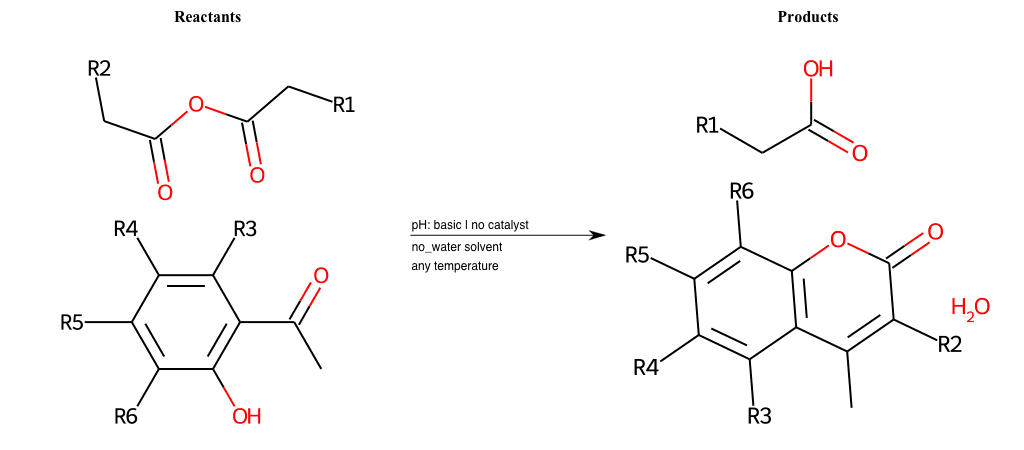 Reactants
Products
R2
O
R1
O
O
OH
R1
O
R4
R3
O
R5
R6
OH
pH: basic | no catalyst
no_water solvent
any temperature
R6
R5
O
O
H2O
R2
R4
R3